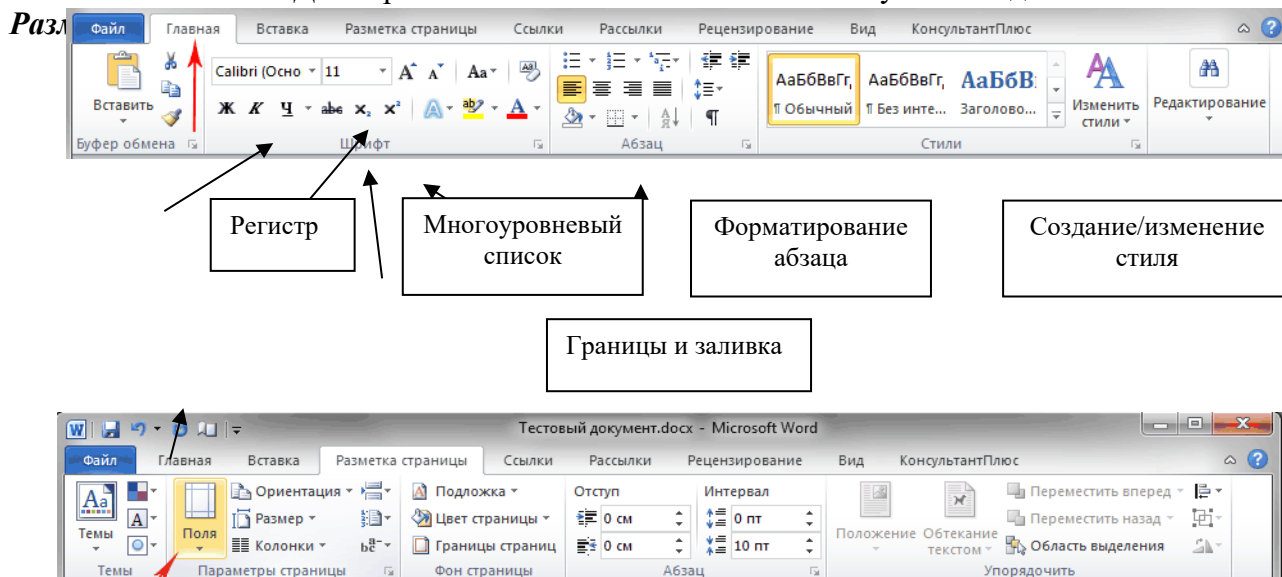 Файл Главная Вставка Разметка страницы Ссылки Рассылки Рецензирование Вид КонсультантПлюс
Calibri (Осно 11 Aa
АаБбВвГг, АаБбВвГг, АаБбВ:
Вставить Ж К Ч abc x₂ x² A ab A
¶ Обычный ¶ Без инте... Заголово... Изменить стили Редактирование
Буфер обмена Шрифт Абзац Стили
Регистр
Многоуровневый
список
Форматирование
абзаца
Создание/изменение
стиля
Границы и заливка
Тестовый документ.docx - Microsoft Word
Файл Главная Вставка Разметка страницы Ссылки Рассылки Рецензирование Вид КонсультантПлюс
Aa Ориентация Подложка Отступ Интервал Переместить вперед
Темы Поля Размер Цвет страницы 0 см 0 пт Положение Обтекание текстом Переместить назад
Колонки Границы страниц 0 см 10 пт Область выделения
Темы Параметры страницы Фон страницы Абзац Упорядочить